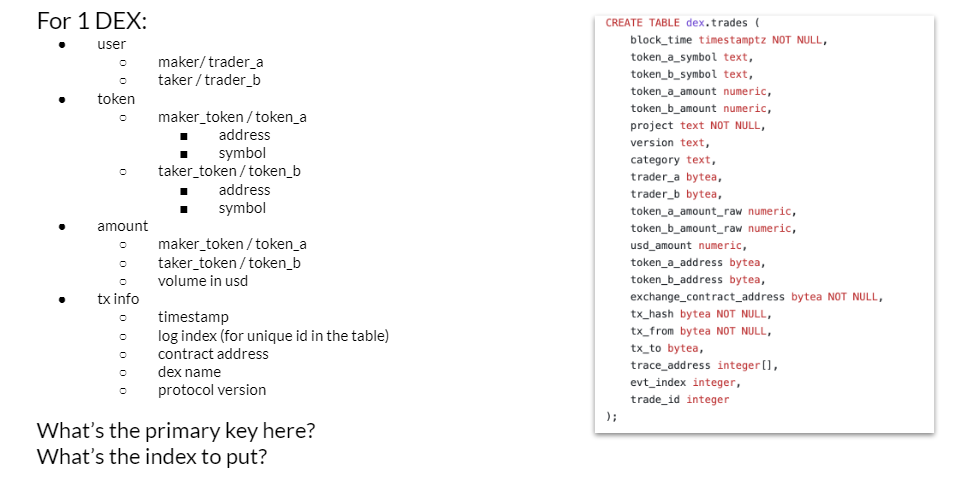 For 1 DEX:
● user
○ maker/ trader_a
○ taker / trader_b
● token
○ maker_token / token_a
■ address
■ symbol
○ taker_token / token_b
■ address
■ symbol
● amount
○ maker_token / token_a
○ taker_token / token_b
○ volume in usd
● tx info
○ timestamp
○ log index (for unique id in the table)
○ contract address
○ dex name
○ protocol version
What's the primary key here?
What's the index to put?
CREATE TABLE dex.trades (
block_time timestamptz NOT NULL,
token_a_symbol text,
token_b_symbol text,
token_a_amount numeric,
token_b_amount numeric,
project text NOT NULL,
version text,
category text,
trader_a bytea,
trader_b bytea,
token_a_amount_raw numeric,
token_b_amount_raw numeric,
usd_amount numeric,
token_a_address bytea,
token_b_address bytea,
exchange_contract_address bytea NOT NULL,
tx_hash bytea NOT NULL,
tx_from bytea NOT NULL,
tx_to bytea,
trace_address integer[],
evt_index integer,
trade_id integer
);